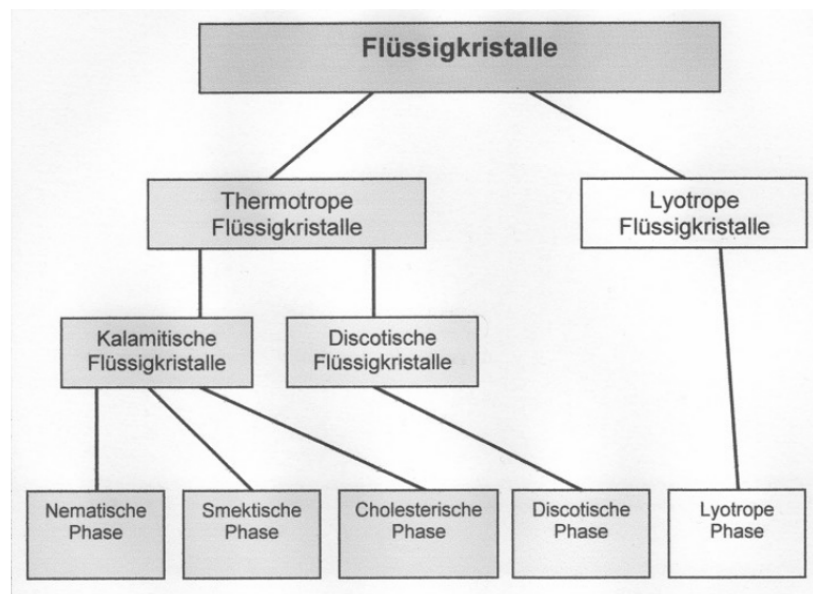 Flüssigkristalle
Thermotrope
Flüssigkristalle
Lyotrope
Flüssigkristalle
Kalamitische
Flüssigkristalle
Discotische
Flüssigkristalle
Nematische
Phase
Smektische
Phase
Cholesterische
Phase
Discotische
Phase
Lyotrope
Phase